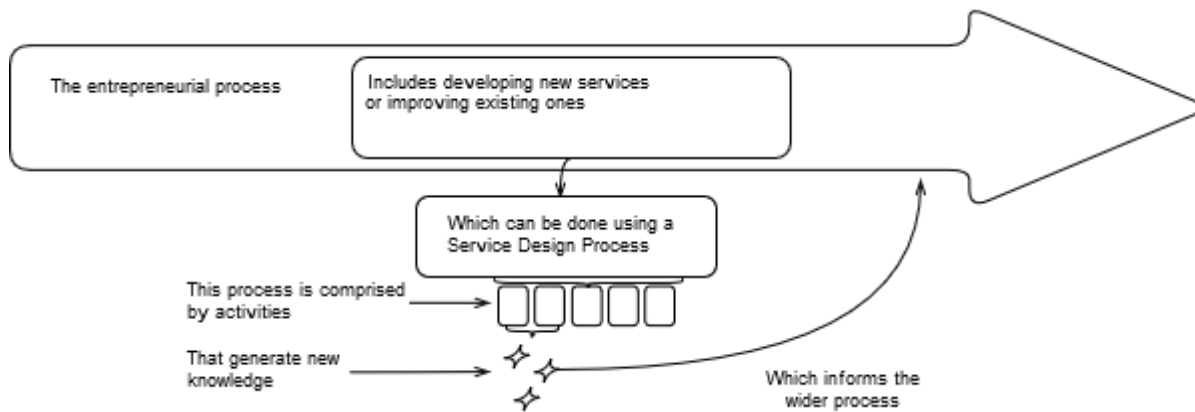 The entrepreneurial process
Includes developing new services
or improving existing ones
Which can be done using a
Service Design Process
This process is comprised
by activities
That generate new
knowledge
Which informs the
wider process